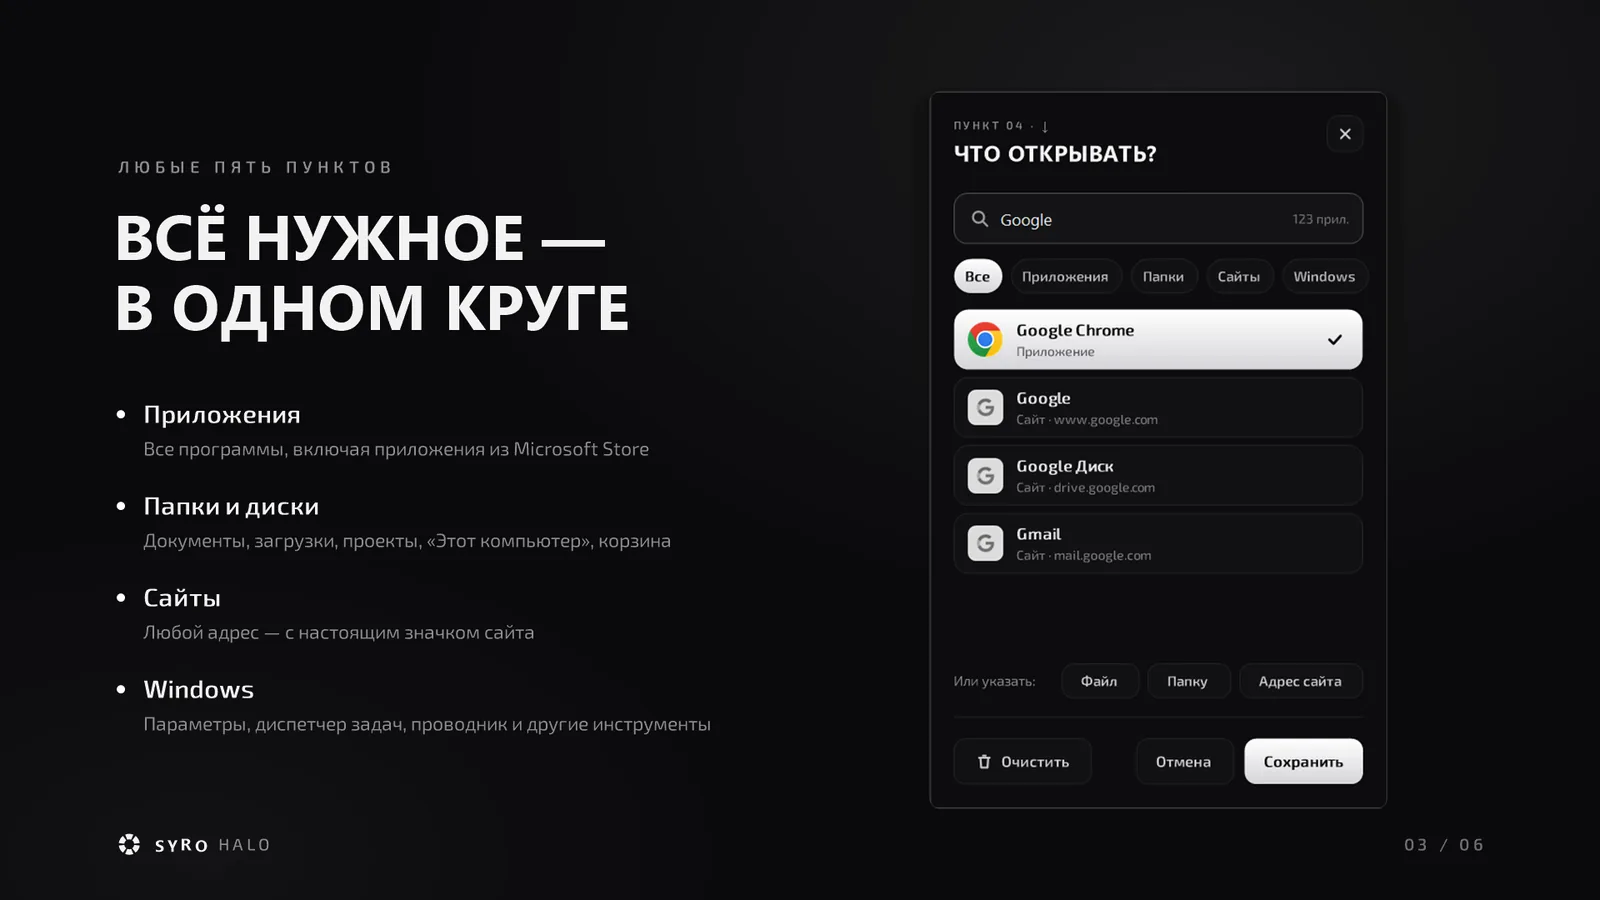 ЛЮБЫЕ ПЯТЬ ПУНКТОВ
ВСЁ НУЖНОЕ —
В ОДНОМ КРУГЕ
• Приложения
Все программы, включая приложения из Microsoft Store
• Папки и диски
Документы, загрузки, проекты, «Этот компьютер», корзина
• Сайты
Любой адрес — с настоящим значком сайта
• Windows
Параметры, диспетчер задач, проводник и другие инструменты
SYRO HALO
ПУНКТ 04 · ↓
ЧТО ОТКРЫВАТЬ?
Google 123 прил.
Все Приложения Папки Сайты Windows
Google Chrome
Приложение
Google
Сайт · www.google.com
Google Диск
Сайт · drive.google.com
Gmail
Сайт · mail.google.com
Или указать: Файл Папку Адрес сайта
Очистить Отмена Сохранить
03 / 06